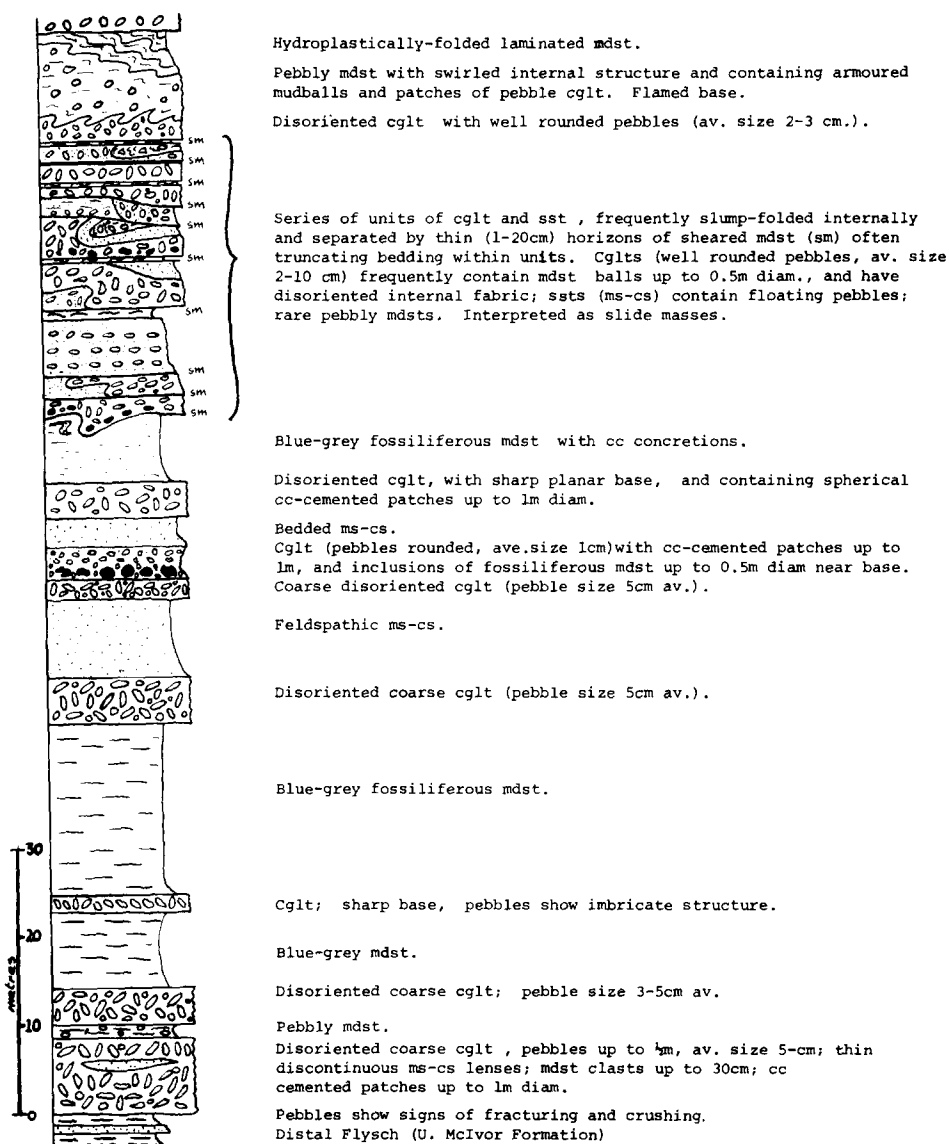 Hydroplastically-folded laminated mdst.
Pebbly mdst with swirled internal structure and containing armoured
mudballs and patches of pebble cglt. Flamed base.
Disoriented cglt with well rounded pebbles (av. size 2-3 cm.).
sm
sm
sm
sm
sm
sm
sm
sm
sm
sm
Series of units of cglt and sst , frequently slump-folded internally
and separated by thin (1-20cm) horizons of sheared mdst (sm) often
truncating bedding within units. Cglts (well rounded pebbles, av. size
2-10 cm) frequently contain mdst balls up to 0.5m diam., and have
disoriented internal fabric; ssts (ms-cs) contain floating pebbles;
rare pebbly mdsts. Interpreted as slide masses.
Blue-grey fossiliferous mdst with cc concretions.
Disoriented cglt, with sharp planar base, and containing spherical
cc-cemented patches up to 1m diam.
Bedded ms-cs.
Cglt (pebbles rounded, ave.size 1cm)with cc-cemented patches up to
1m, and inclusions of fossiliferous mdst up to 0.5m diam near base.
Coarse disoriented cglt (pebble size 5cm av.).
Feldspathic ms-cs.
Disoriented coarse cglt (pebble size 5cm av.).
Blue-grey fossiliferous mdst.
30
Cglt; sharp base, pebbles show imbricate structure.
20
Blue-grey mdst.
metres
Disoriented coarse cglt; pebble size 3-5cm av.
10
Pebbly mdst.
Disoriented coarse cglt , pebbles up to ½m, av. size 5-cm; thin
discontinuous ms-cs lenses; mdst clasts up to 30cm; cc
cemented patches up to 1m diam.
0
Pebbles show signs of fracturing and crushing.
Distal Flysch (U. McIvor Formation)